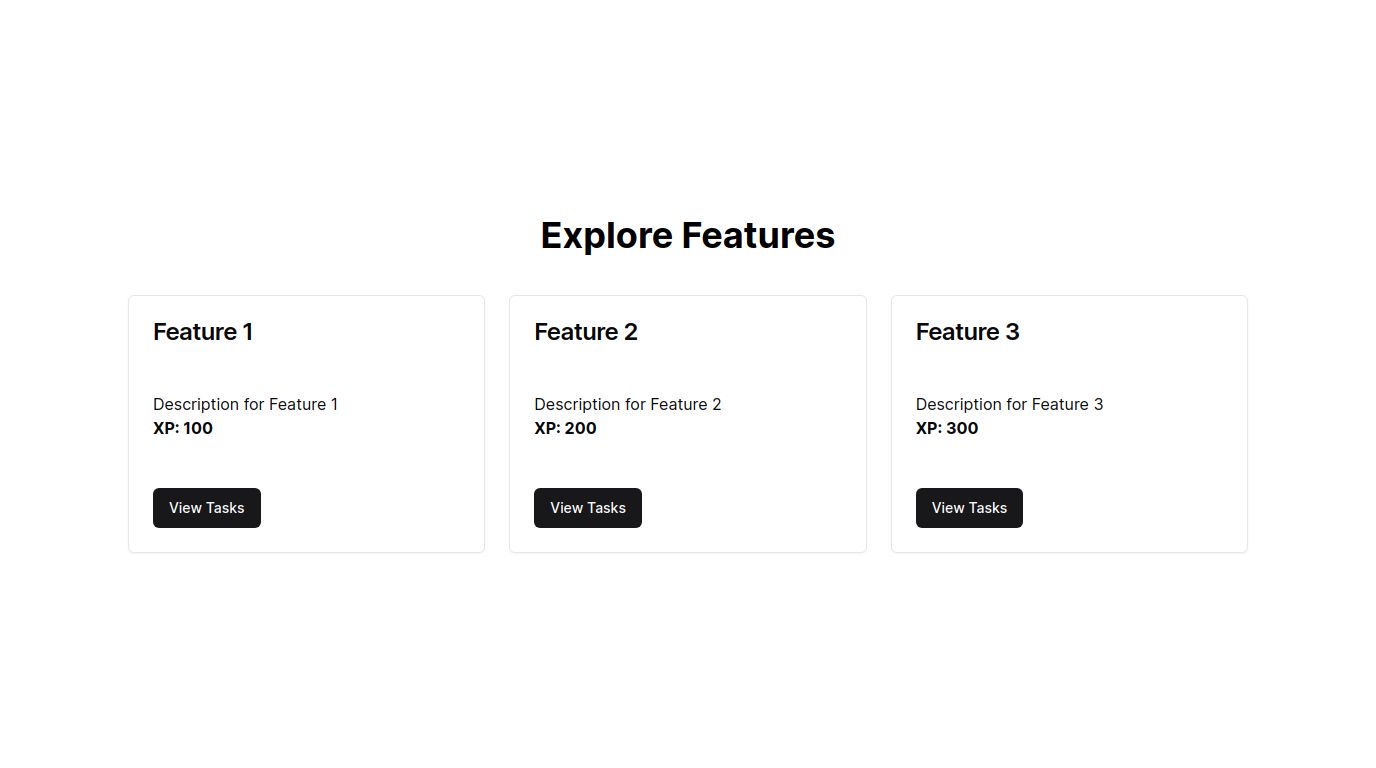 Explore Features
Feature 1
Description for Feature 1
XP: 100
View Tasks
Feature 2
Description for Feature 2
XP: 200
View Tasks
Feature 3
Description for Feature 3
XP: 300
View Tasks